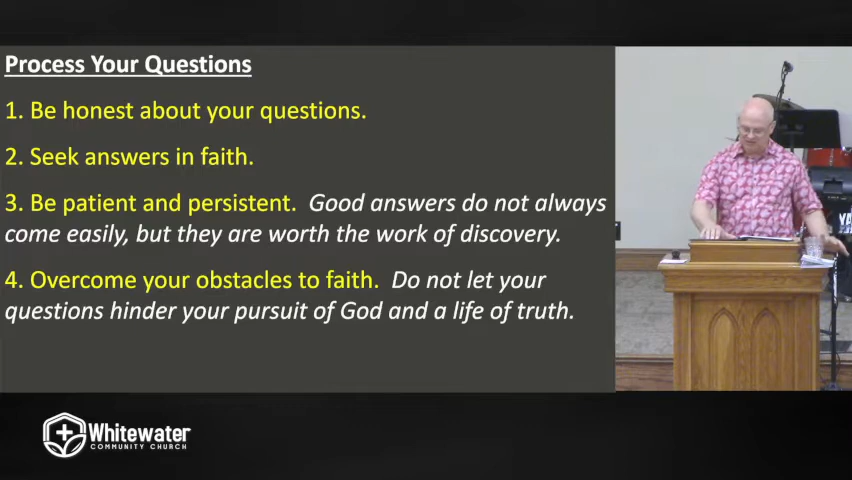 Process Your Questions
1. Be honest about your questions.
2. Seek answers in faith.
3. Be patient and persistent. Good answers do not always
come easily, but they are worth the work of discovery.
4. Overcome your obstacles to faith. Do not let your
questions hinder your pursuit of God and a life of truth.
Whitewater
COMMUNITY CHURCH